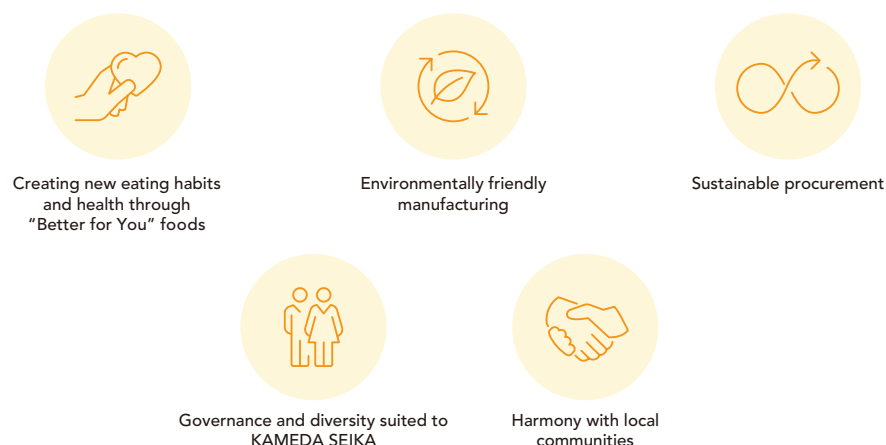 Creating new eating habits
and health through
“Better for You” foods
Environmentally friendly
manufacturing
Sustainable procurement
Governance and diversity suited to
KAMEDA SEIKA
Harmony with local
communities